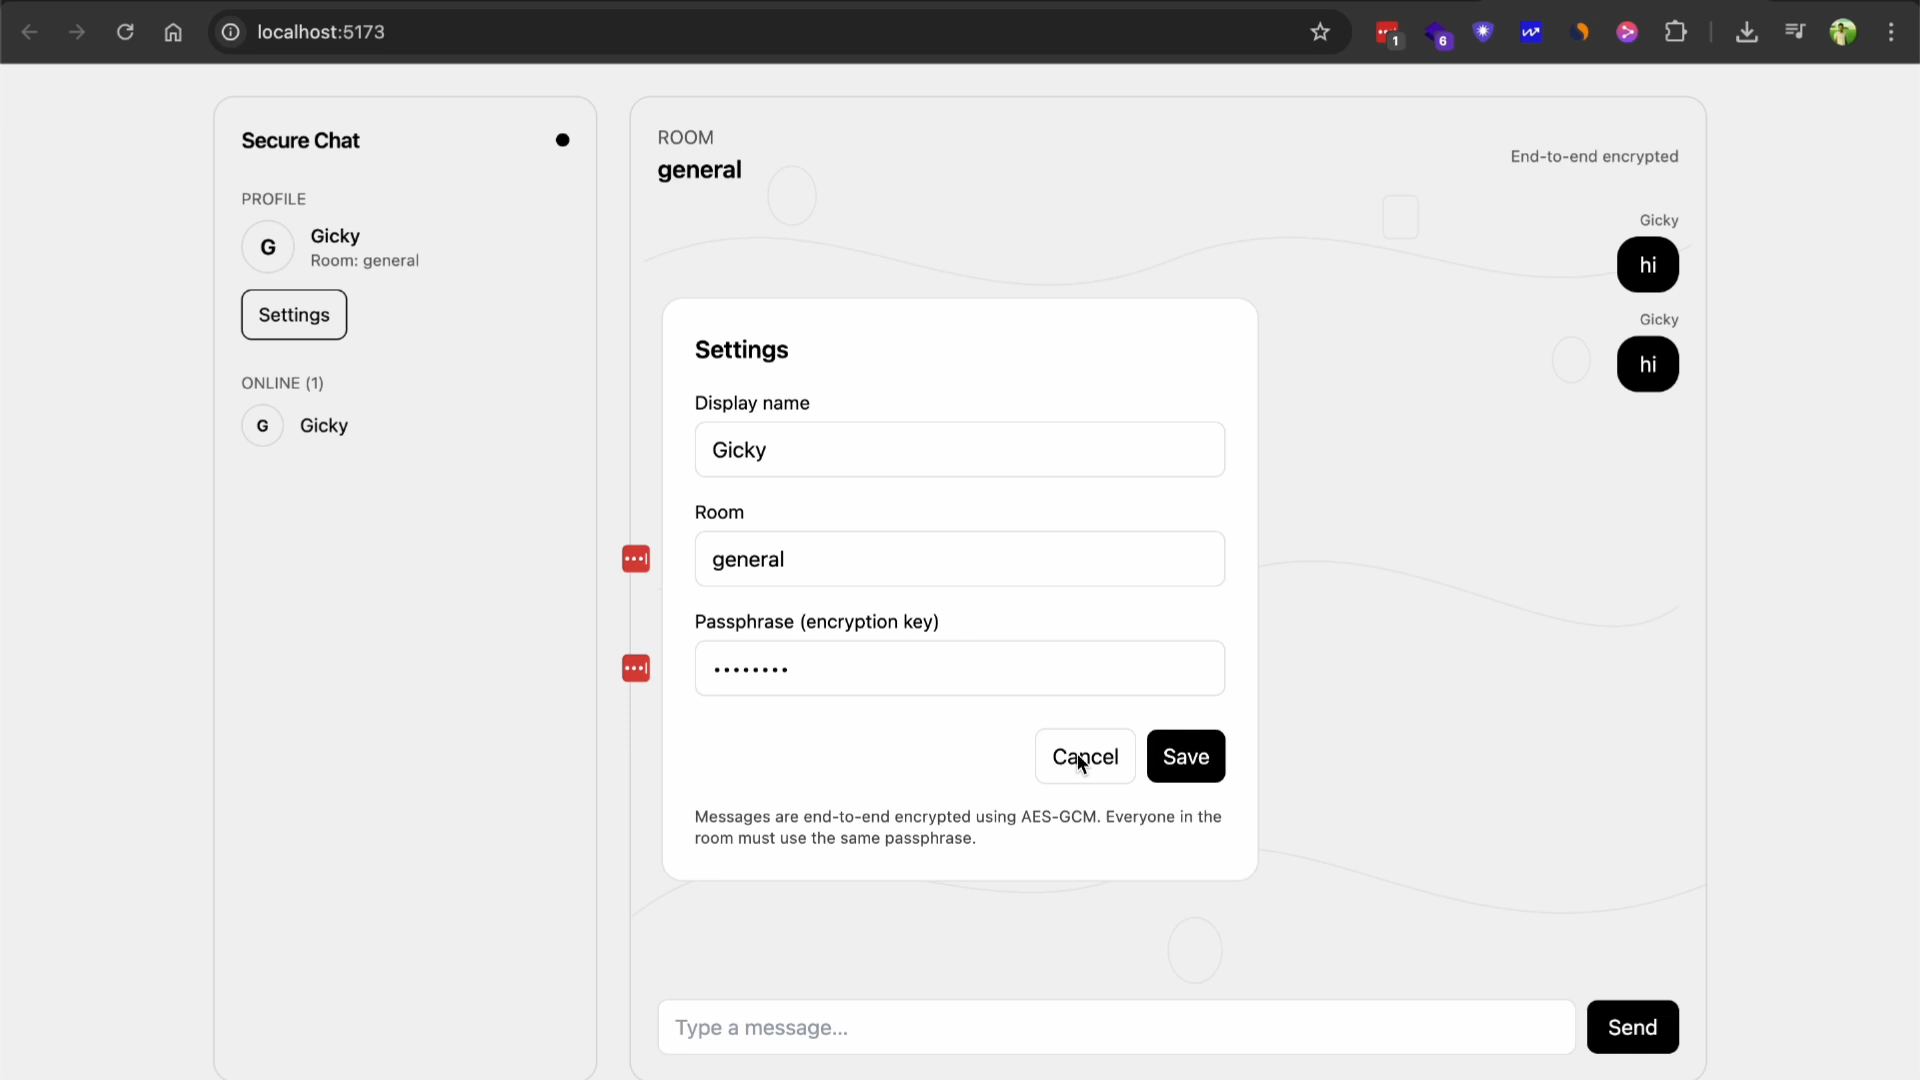 localhost:5173
1
6
Secure Chat
PROFILE
G
Gicky
Room: general
Settings
ONLINE (1)
G
Gicky
ROOM
general
End-to-end encrypted
Gicky
hi
Gicky
hi
Settings
Display name
Gicky
Room
general
Passphrase (encryption key)
••••••••
Cancel
Save
Messages are end-to-end encrypted using AES-GCM. Everyone in the
room must use the same passphrase.
Type a message...
Send